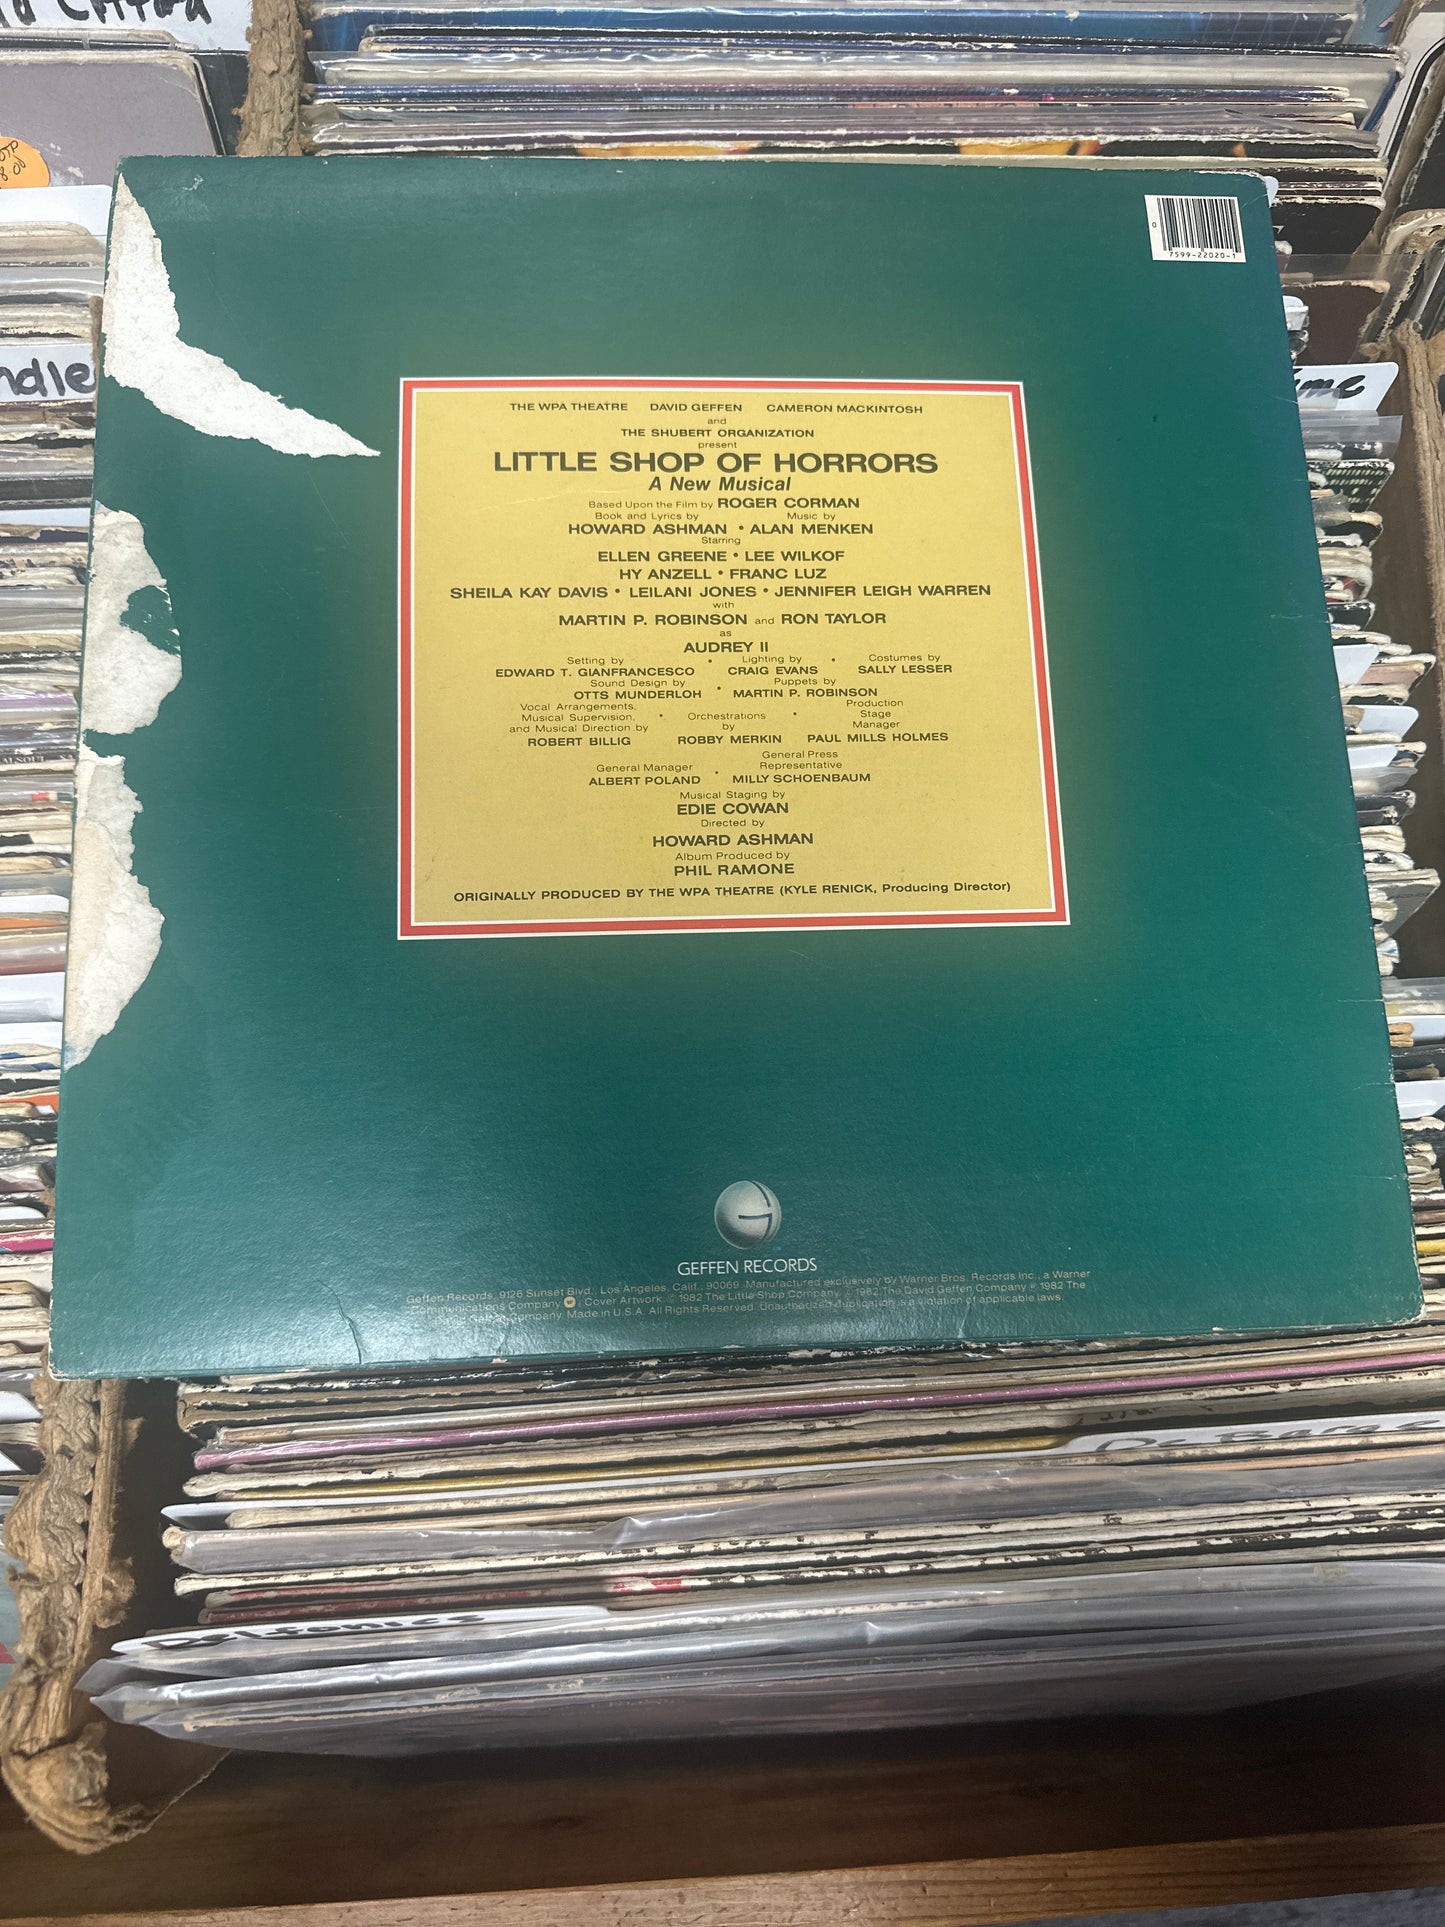 ndle
0
7599-22020-1
THE WPA THEATRE DAVID GEFFEN CAMERON MACKINTOSH
and
THE SHUBERT ORGANIZATION
present
LITTLE SHOP OF HORRORS
A New Musical
Based Upon the Film by ROGER CORMAN
Book and Lyrics by Music by
HOWARD ASHMAN • ALAN MENKEN
Starring
ELLEN GREENE • LEE WILKOF
HY ANZELL • FRANC LUZ
SHEILA KAY DAVIS • LEILANI JONES • JENNIFER LEIGH WARREN
with
MARTIN P. ROBINSON and RON TAYLOR
as
AUDREY II
Setting by • Lighting by • Costumes by
EDWARD T. GIANFRANCESCO CRAIG EVANS SALLY LESSER
Sound Design by • Puppets by
OTTS MUNDERLOH MARTIN P. ROBINSON
Vocal Arrangements, Production
Musical Supervision, • Orchestrations • Stage
and Musical Direction by by Manager
ROBERT BILLIG ROBBY MERKIN PAUL MILLS HOLMES
General Press
General Manager • Representative
ALBERT POLAND MILLY SCHOENBAUM
Musical Staging by
EDIE COWAN
Directed by
HOWARD ASHMAN
Album Produced by
PHIL RAMONE
ORIGINALLY PRODUCED BY THE WPA THEATRE (KYLE RENICK, Producing Director)
GEFFEN RECORDS
Geffen Records, 9126 Sunset Blvd., Los Angeles, Calif., 90069. Manufactured exclusively by Warner Bros. Records Inc., a Warner
Communications Company. Cover Artwork © 1982 The Little Shop Company © 1982 The David Geffen Company ℗ 1982 The
David Geffen Company. Made in U.S.A. All Rights Reserved. Unauthorized duplication is a violation of applicable laws.
De Barge
Delfonics